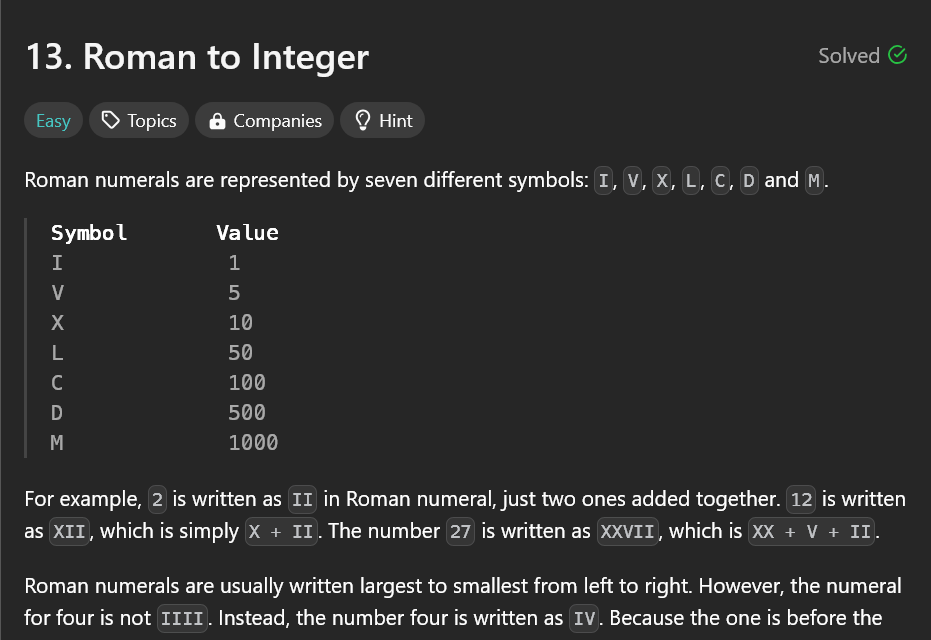 13. Roman to Integer
Solved
Easy Topics Companies Hint
Roman numerals are represented by seven different symbols: I, V, X, L, C, D and M.
Symbol Value
I 1
V 5
X 10
L 50
C 100
D 500
M 1000
For example, 2 is written as II in Roman numeral, just two ones added together. 12 is written
as XII, which is simply X + II. The number 27 is written as XXVII, which is XX + V + II.
Roman numerals are usually written largest to smallest from left to right. However, the numeral
for four is not IIII. Instead, the number four is written as IV. Because the one is before the